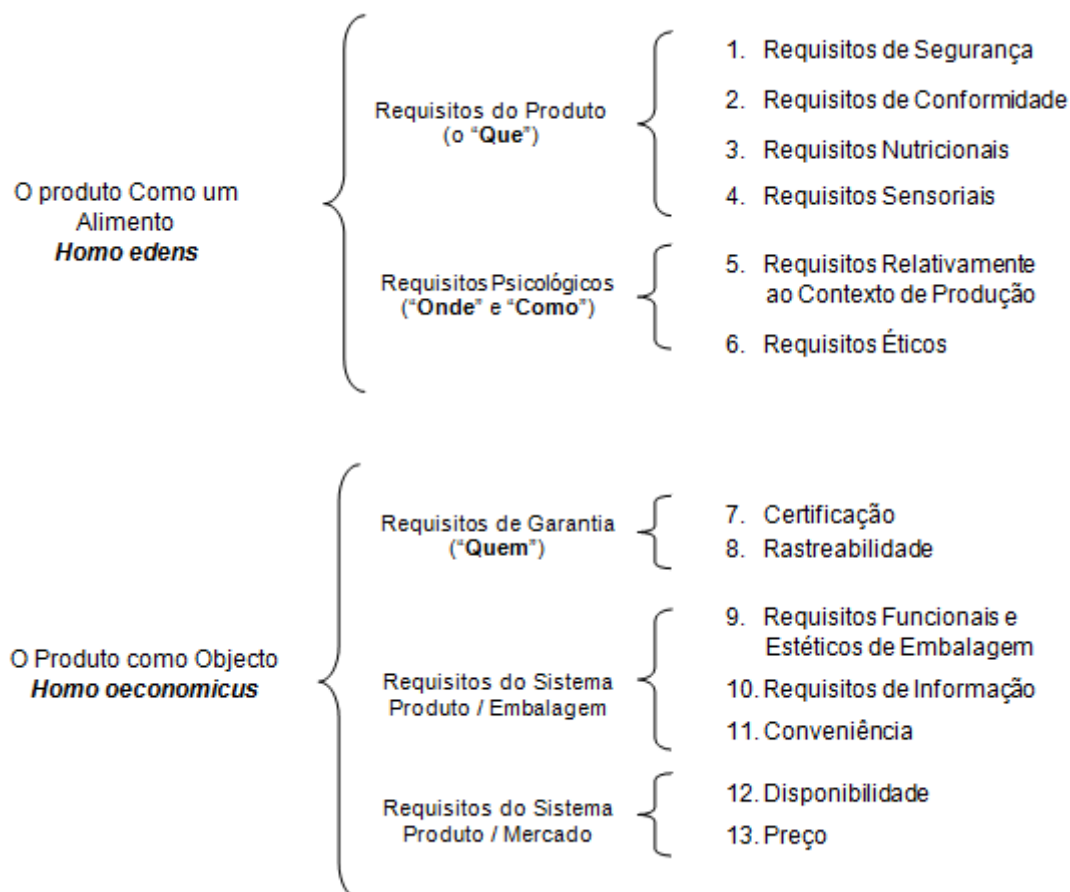 O produto Como um
Alimento
Homo edens
Requisitos do Produto
(o “Que”)
1. Requisitos de Segurança
2. Requisitos de Conformidade
3. Requisitos Nutricionais
4. Requisitos Sensoriais
Requisitos Psicológicos
(“Onde” e “Como”)
5. Requisitos Relativamente
ao Contexto de Produção
6. Requisitos Éticos
O Produto como Objecto
Homo oeconomicus
Requisitos de Garantia
(“Quem”)
7. Certificação
8. Rastreabilidade
Requisitos do Sistema
Produto / Embalagem
9. Requisitos Funcionais e
Estéticos de Embalagem
10. Requisitos de Informação
11. Conveniência
Requisitos do Sistema
Produto / Mercado
12. Disponibilidade
13. Preço